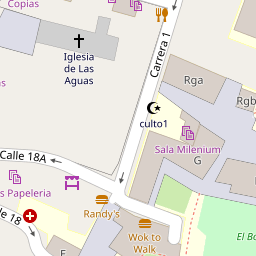 Copias
Iglesia
de Las
Aguas
Carrera 1
Rga
Rgb
culto1
Sala Milenium
G
Calle 18A
s Papeleria
Randy's
le 18
Wok to
Walk
El Bo